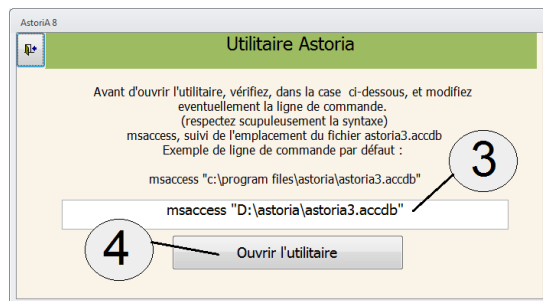 AstoriA 8
Utilitaire Astoria
Avant d'ouvrir l'utilitaire, vérifiez, dans la case ci-dessous, et modifiez
eventuellement la ligne de commande.
(respectez scupuleusement la syntaxe)
msaccess, suivi de l'emplacement du fichier astoria3.accdb
Exemple de ligne de commande par défaut :
msaccess "c:\program files\astoria\astoria3.accdb"
3
msaccess "D:\astoria\astoria3.accdb"
4
Ouvrir l'utilitaire